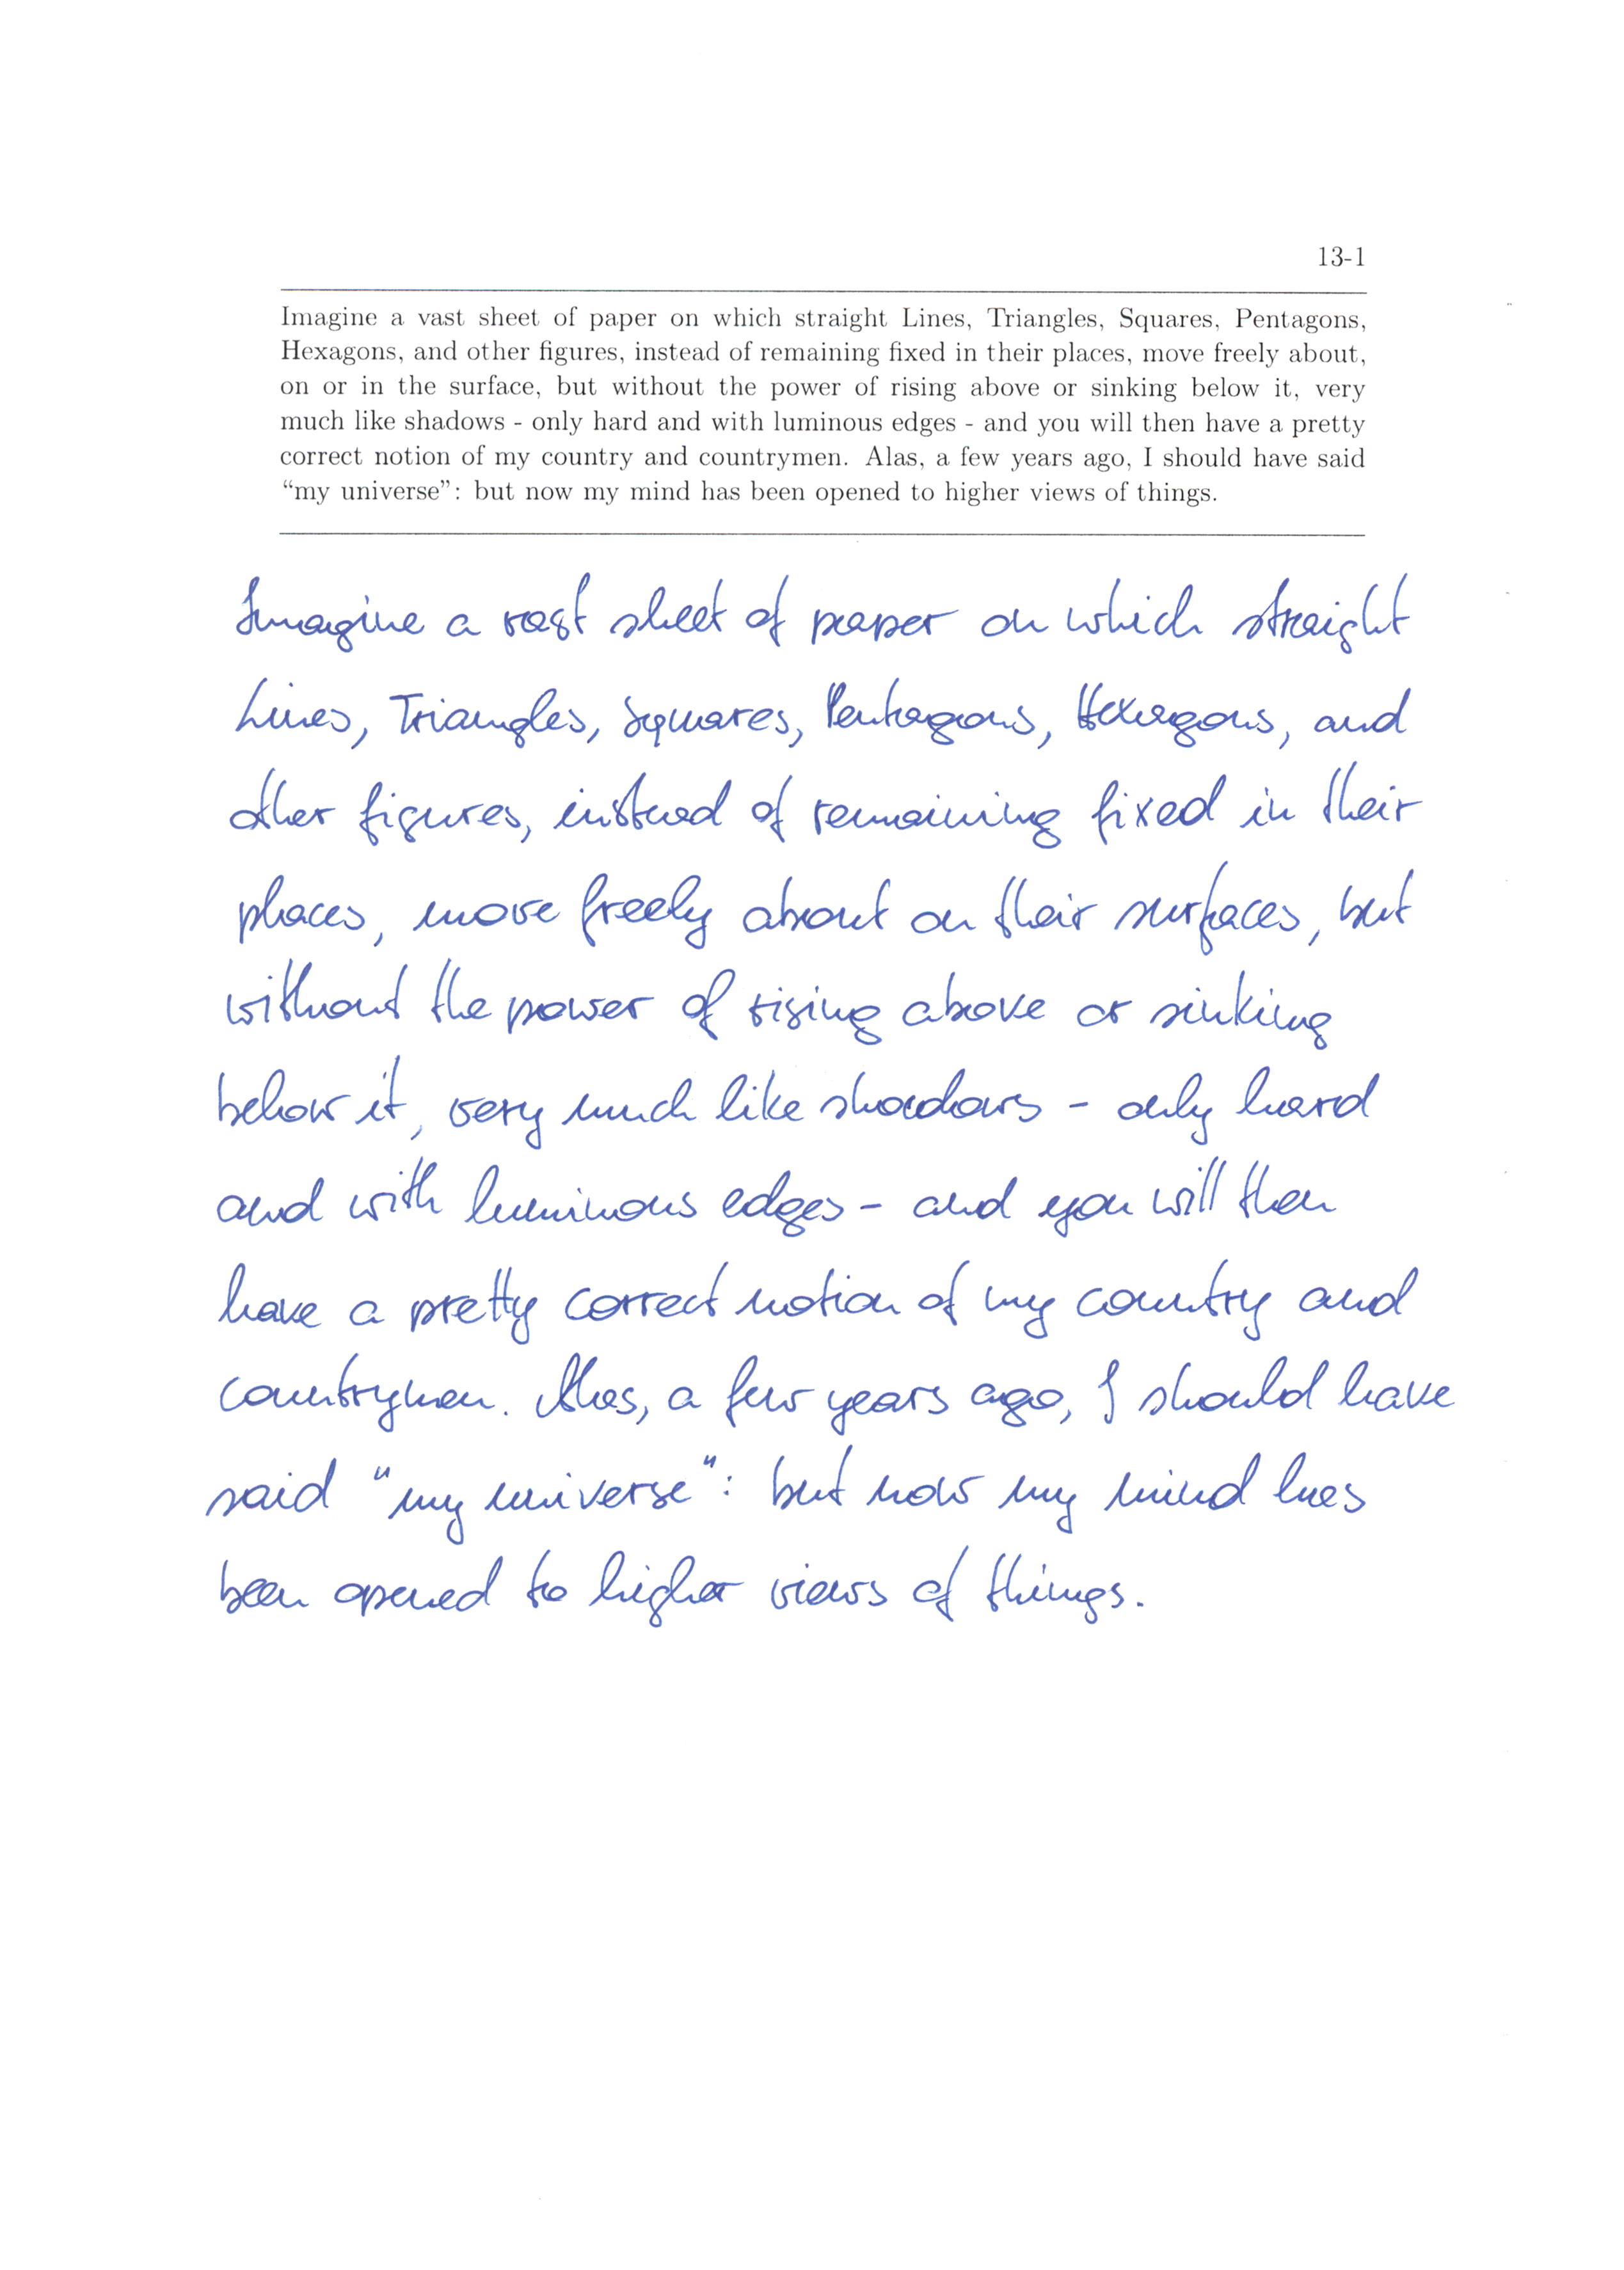 13-1
Imagine a vast sheet of paper on which straight Lines, Triangles, Squares, Pentagons,
Hexagons, and other figures, instead of remaining fixed in their places, move freely about,
on or in the surface, but without the power of rising above or sinking below it, very
much like shadows - only hard and with luminous edges - and you will then have a pretty
correct notion of my country and countrymen. Alas, a few years ago, I should have said
“my universe”: but now my mind has been opened to higher views of things.
Imagine a vast sheet of paper on which straight
Lines, Triangles, Squares, Pentagons, Hexagons, and
other figures, instead of remaining fixed in their
places, move freely about on their surfaces, but
without the power of rising above or sinking
below it, very much like shadows - only hard
and with luminous edges - and you will then
have a pretty correct notion of my country and
countrymen. Alas, a few years ago, I should have
said "my universe": but now my mind has
been opened to higher views of things.